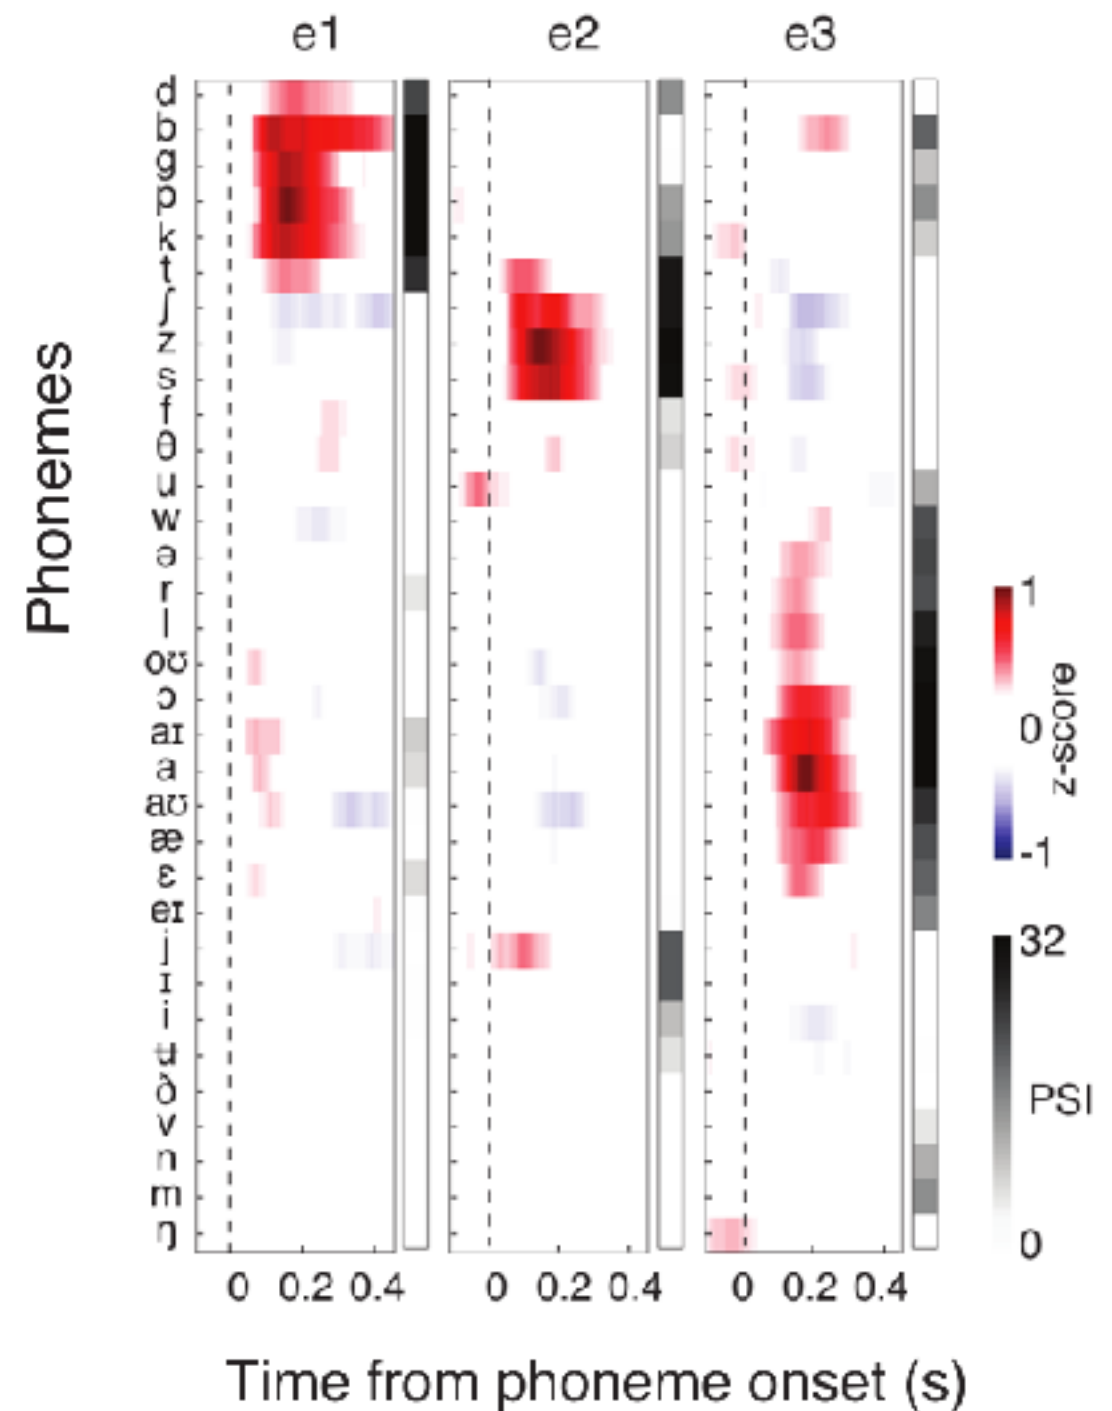 e1 e2 e3
Phonemes
d
b
g
p
k
t
ʃ
z
s
f
θ
u
w
ə
r
l
oʊ
ɔ
aɪ
a
aʊ
æ
ɛ
eɪ
j
ɪ
i
ʉ
ð
v
n
m
ŋ
1
0
-1
z-score
32
0
PSI
0 0.2 0.4 0 0.2 0.4 0 0.2 0.4
Time from phoneme onset (s)